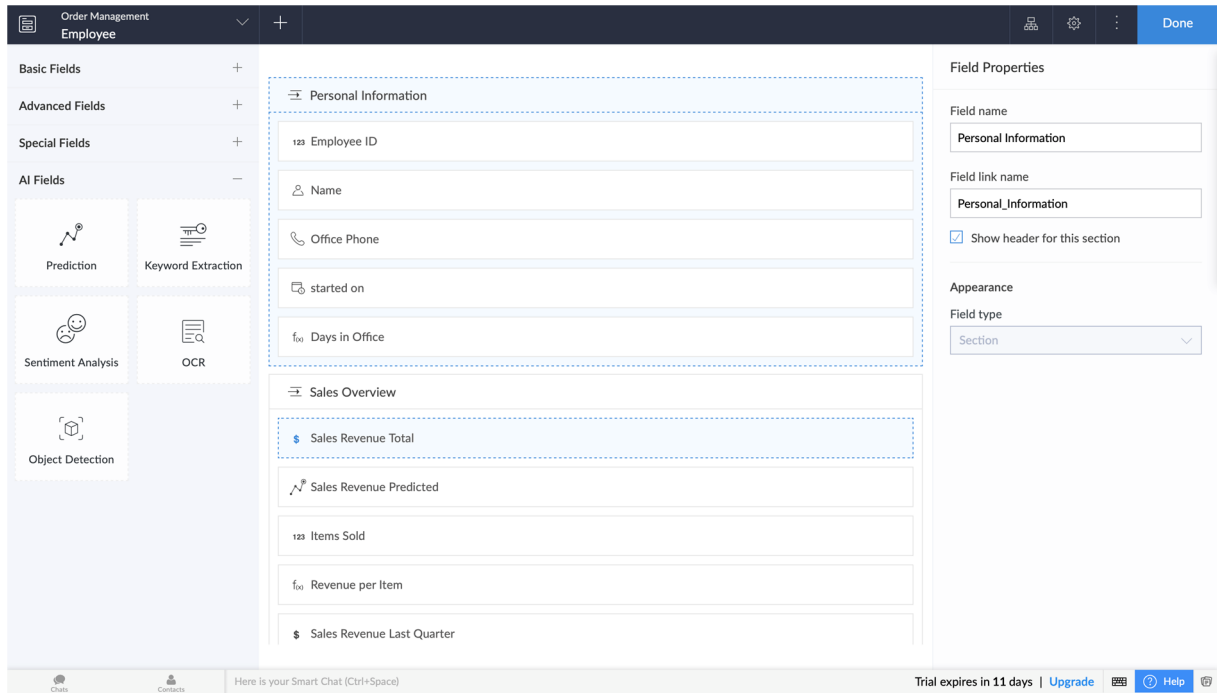 Order Management
Employee
Done
Basic Fields
Advanced Fields
Special Fields
AI Fields
Prediction
Keyword Extraction
Sentiment Analysis
OCR
Object Detection
Personal Information
123 Employee ID
Name
Office Phone
started on
f(x) Days in Office
Sales Overview
$ Sales Revenue Total
Sales Revenue Predicted
123 Items Sold
f(x) Revenue per Item
$ Sales Revenue Last Quarter
Field Properties
Field name
Personal Information
Field link name
Personal_Information
Show header for this section
Appearance
Field type
Section
Chats
Contacts
Here is your Smart Chat (Ctrl+Space)
Trial expires in 11 days | Upgrade
? Help